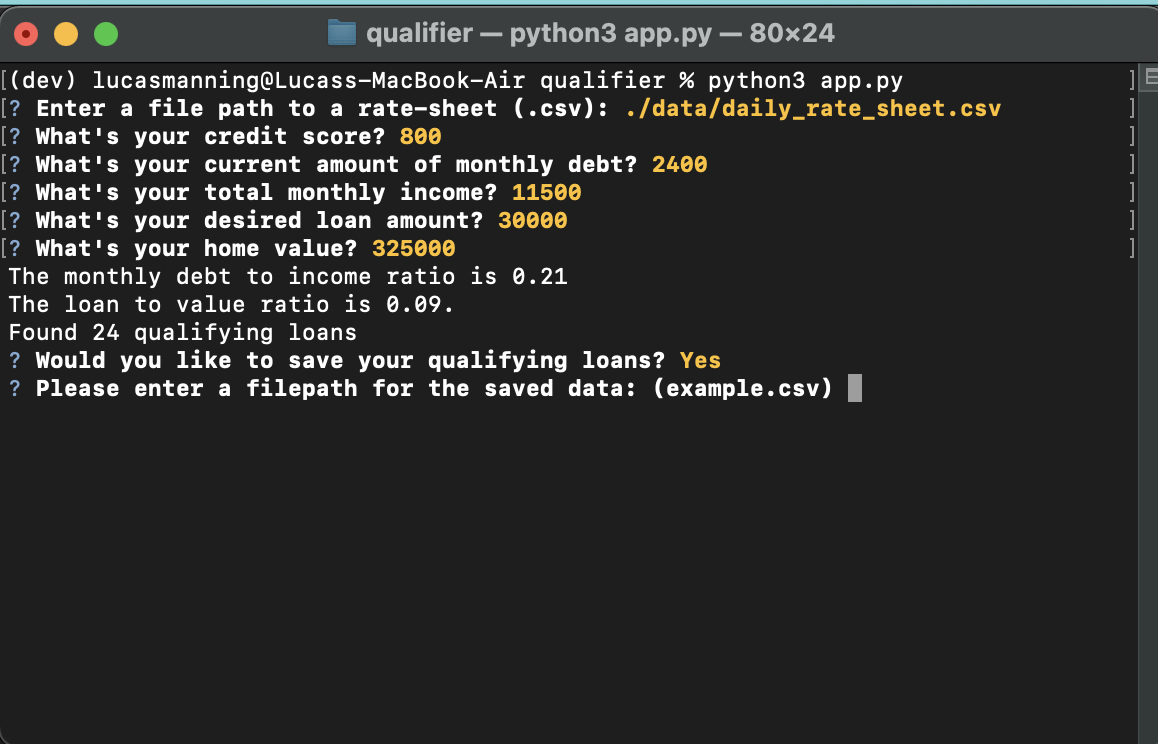 qualifier — python3 app.py — 80×24
[(dev) lucasmanning@Lucass-MacBook-Air qualifier % python3 app.py ]
[? Enter a file path to a rate-sheet (.csv): ./data/daily_rate_sheet.csv ]
[? What's your credit score? 800 ]
[? What's your current amount of monthly debt? 2400 ]
[? What's your total monthly income? 11500 ]
[? What's your desired loan amount? 30000 ]
[? What's your home value? 325000 ]
The monthly debt to income ratio is 0.21
The loan to value ratio is 0.09.
Found 24 qualifying loans
? Would you like to save your qualifying loans? Yes
? Please enter a filepath for the saved data: (example.csv)